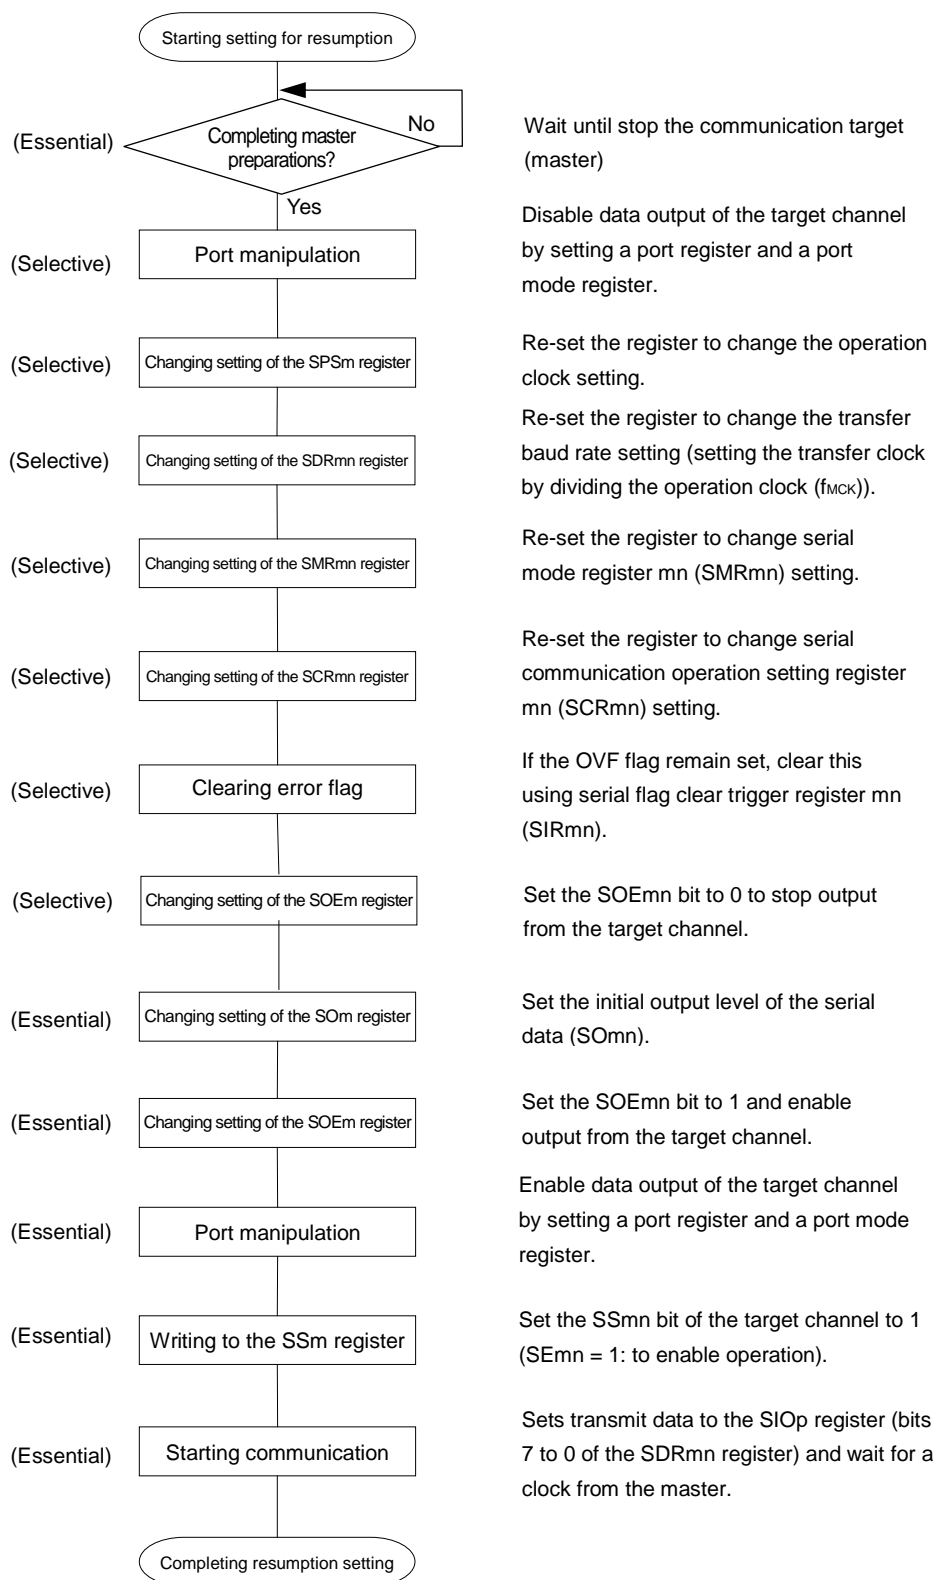 Starting setting for resumption
(Essential)
Completing master
preparations?
No
Yes
Wait until stop the communication target
(master)
(Selective)
Port manipulation
Disable data output of the target channel
by setting a port register and a port
mode register.
(Selective)
Changing setting of the SPSm register
Re-set the register to change the operation
clock setting.
(Selective)
Changing setting of the SDRmn register
Re-set the register to change the transfer
baud rate setting (setting the transfer clock
by dividing the operation clock (fMCK)).
(Selective)
Changing setting of the SMRmn register
Re-set the register to change serial
mode register mn (SMRmn) setting.
(Selective)
Changing setting of the SCRmn register
Re-set the register to change serial
communication operation setting register
mn (SCRmn) setting.
(Selective)
Clearing error flag
If the OVF flag remain set, clear this
using serial flag clear trigger register mn
(SIRmn).
(Selective)
Changing setting of the SOEm register
Set the SOEmn bit to 0 to stop output
from the target channel.
(Essential)
Changing setting of the SOm register
Set the initial output level of the serial
data (SOmn).
(Essential)
Changing setting of the SOEm register
Set the SOEmn bit to 1 and enable
output from the target channel.
(Essential)
Port manipulation
Enable data output of the target channel
by setting a port register and a port mode
register.
(Essential)
Writing to the SSm register
Set the SSmn bit of the target channel to 1
(SEmn = 1: to enable operation).
(Essential)
Starting communication
Sets transmit data to the SIOp register (bits
7 to 0 of the SDRmn register) and wait for a
clock from the master.
Completing resumption setting